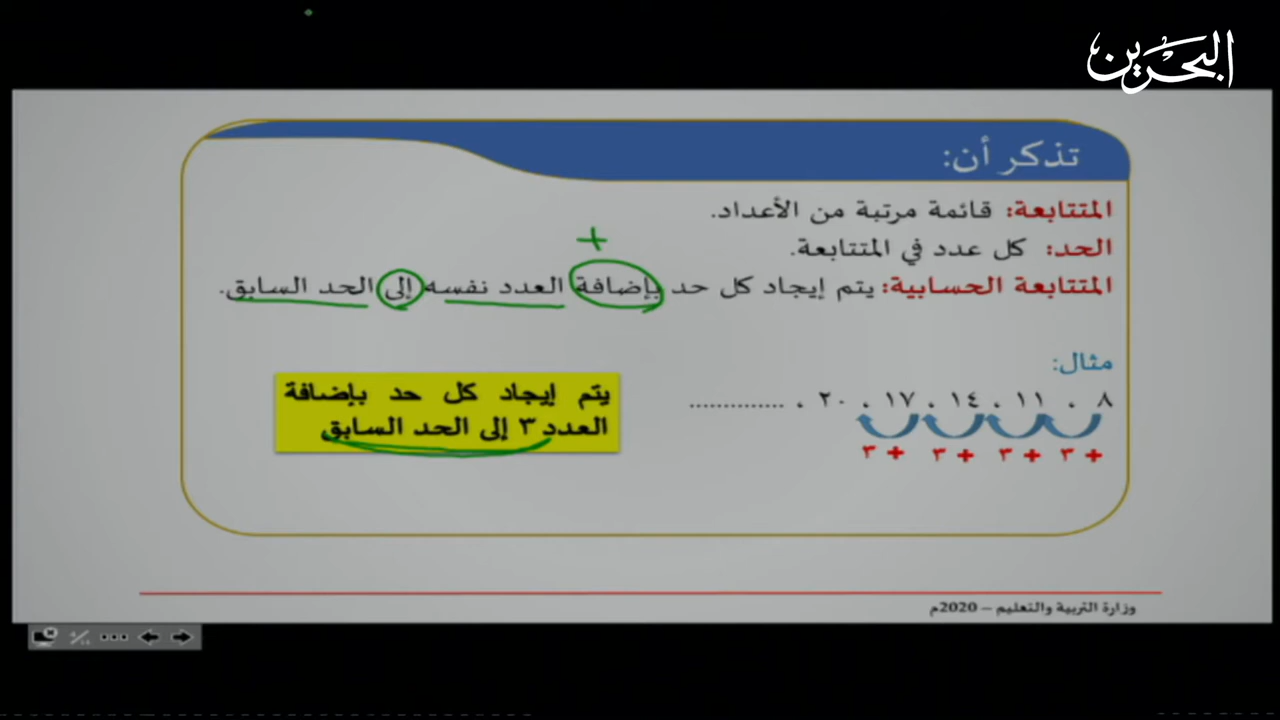 البحرين
تذكر أن:
المتتابعة: قائمة مرتبة من الأعداد.
الحد: كل عدد في المتتابعة.
+
المتتابعة الحسابية: يتم إيجاد كل حد بإضافة العدد نفسه إلى الحد السابق.
مثال:
٨ ، ١١ ، ١٤ ، ١٧ ، ٢٠ ، ..............
+ ٣ + ٣ + ٣ + ٣
يتم إيجاد كل حد بإضافة
العدد ٣ إلى الحد السابق
وزارة التربية والتعليم – 2020م